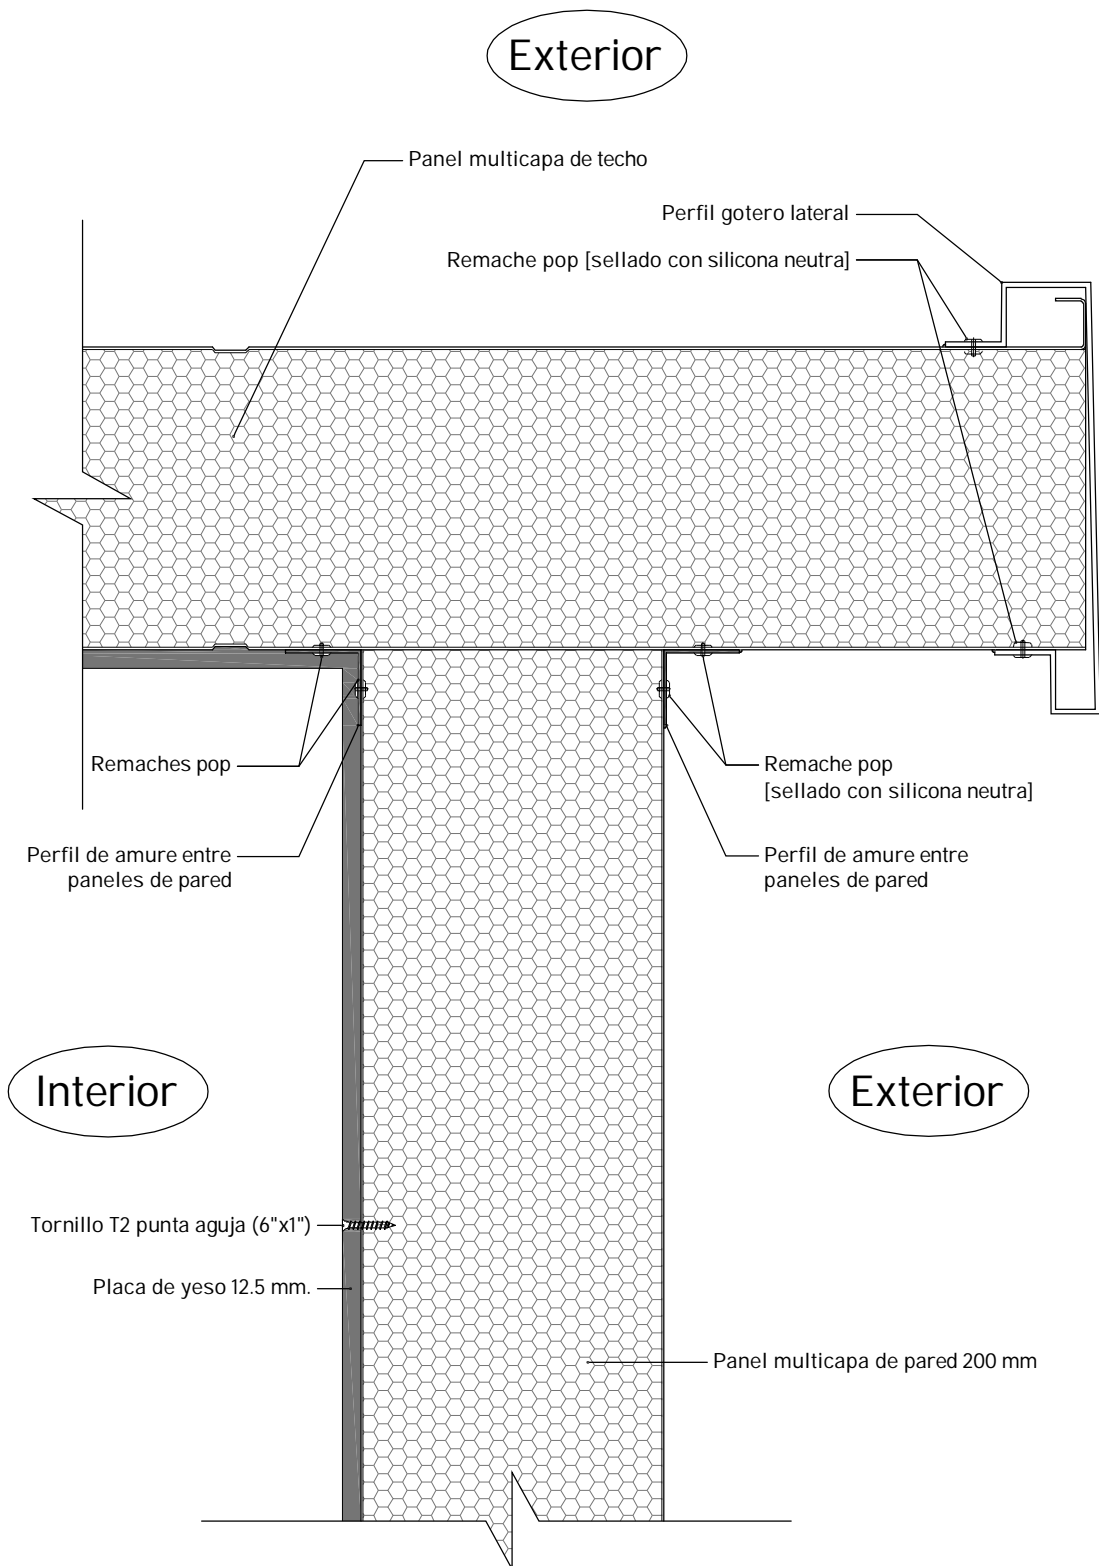 Exterior
Panel multicapa de techo
Perfil gotero lateral
Remache pop [sellado con silicona neutra]
Remaches pop
Remache pop
[sellado con silicona neutra]
Perfil de amure entre
paneles de pared
Perfil de amure entre
paneles de pared
Interior
Exterior
Tornillo T2 punta aguja (6"x1")
Placa de yeso 12.5 mm.
Panel multicapa de pared 200 mm